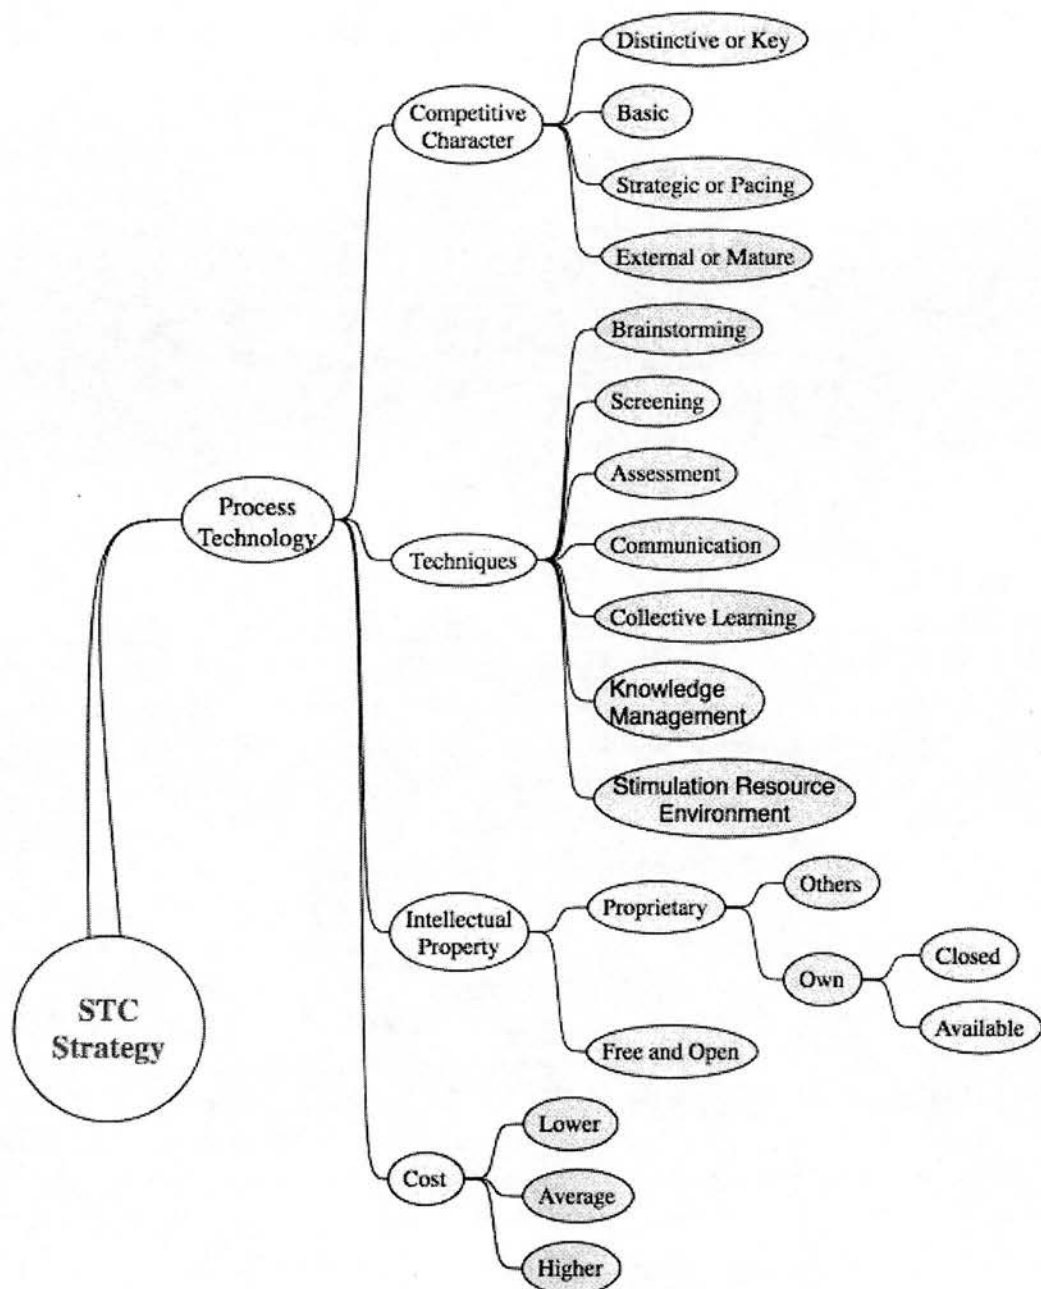 Distinctive or Key
Competitive
Character
Basic
Strategic or Pacing
External or Mature
Brainstorming
Screening
Assessment
Process
Technology
Techniques
Communication
Collective Learning
Knowledge
Management
Stimulation Resource
Environment
Intellectual
Property
Proprietary
Others
Own
Closed
Available
Free and Open
STC
Strategy
Cost
Lower
Average
Higher